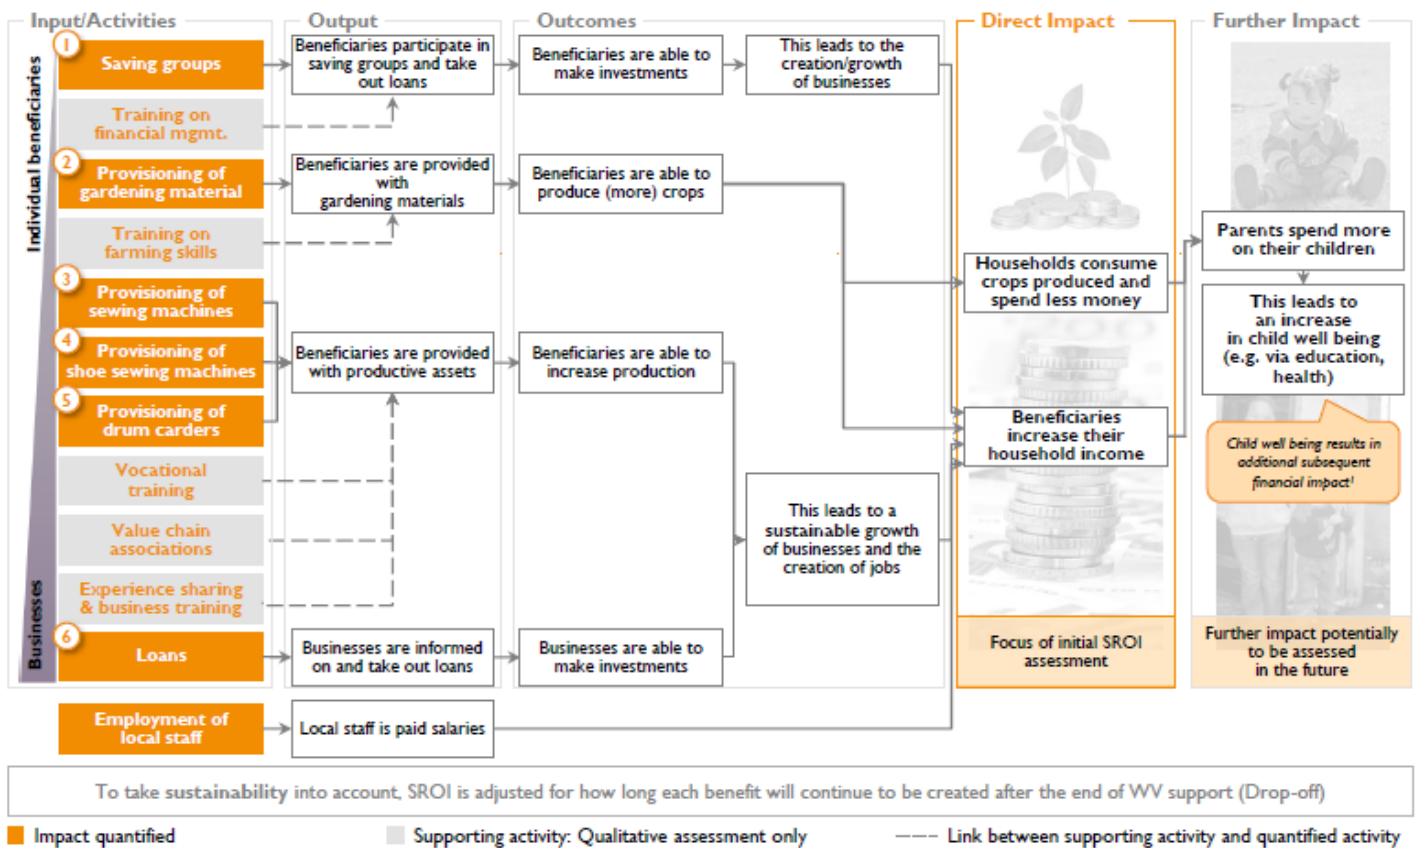 Input/Activities
Output
Outcomes
Direct Impact
Further Impact
Individual beneficiaries
Businesses
1
Saving groups
Training on
financial mgmt.
2
Provisioning of
gardening material
Training on
farming skills
3
Provisioning of
sewing machines
4
Provisioning of
shoe sewing machines
5
Provisioning of
drum carders
Vocational
training
Value chain
associations
Experience sharing
& business training
6
Loans
Employment of
local staff
Beneficiaries participate in
saving groups and take
out loans
Beneficiaries are provided
with
gardening materials
Beneficiaries are provided
with productive assets
Businesses are informed
on and take out loans
Local staff is paid salaries
Beneficiaries are able to
make investments
This leads to the
creation/growth
of businesses
Beneficiaries are able to
produce (more) crops
Beneficiaries are able to
increase production
This leads to a
sustainable growth
of businesses and the
creation of jobs
Businesses are able to
make investments
Households consume
crops produced and
spend less money
Beneficiaries
increase their
household income
Focus of initial SROI
assessment
Parents spend more
on their children
This leads to
an increase
in child well being
(e.g. via education,
health)
Child well being results in
additional subsequent
financial impact¹
Further impact potentially
to be assessed
in the future
To take sustainability into account, SROI is adjusted for how long each benefit will continue to be created after the end of WV support (Drop-off)
Impact quantified
Supporting activity: Qualitative assessment only
Link between supporting activity and quantified activity